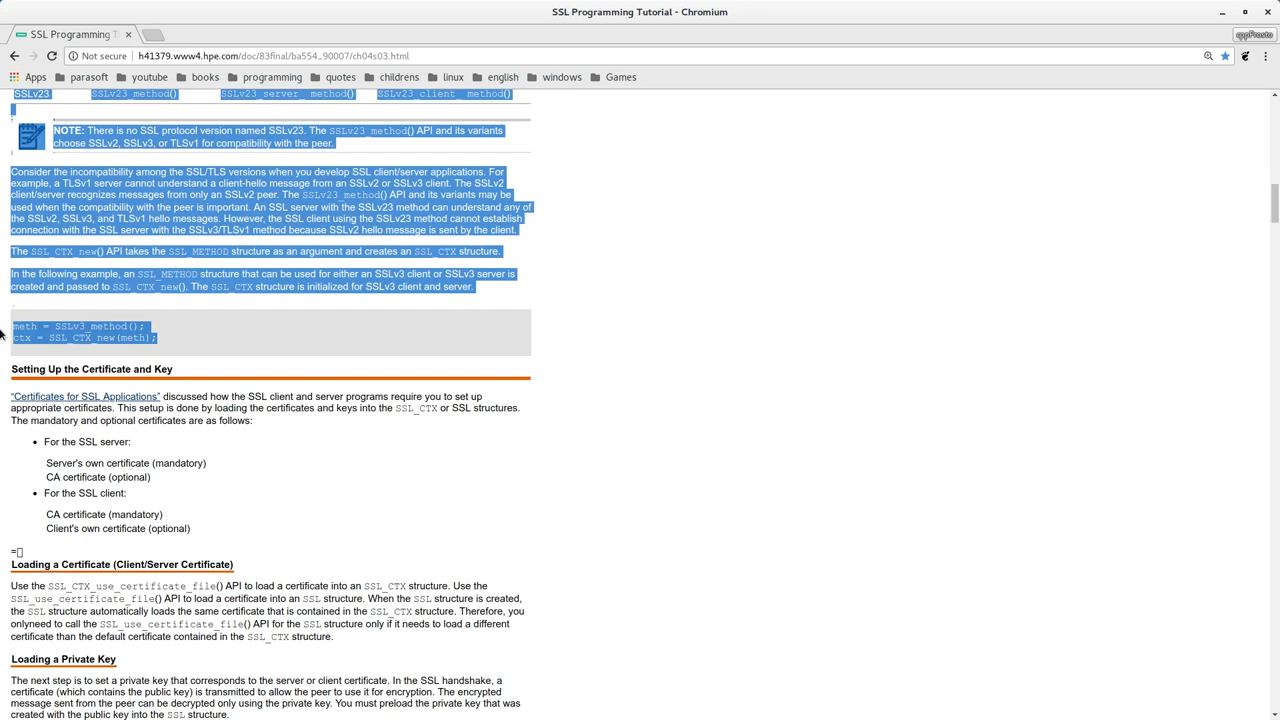 SSL Programming Tutorial - Chromium
SSL Programming T
cppProsto
Not secure | h41379.www4.hpe.com/doc/83final/ba554_90007/ch04s03.html
Apps parasoft youtube books programming quotes childrens linux english windows Games
SSLv23 SSLv23_method() SSLv23_server_ method() SSLv23_client_ method()
NOTE: There is no SSL protocol version named SSLv23. The SSLv23_method() API and its variants
choose SSLv2, SSLv3, or TLSv1 for compatibility with the peer.
Consider the incompatibility among the SSL/TLS versions when you develop SSL client/server applications. For
example, a TLSv1 server cannot understand a client-hello message from an SSLv2 or SSLv3 client. The SSLv2
client/server recognizes messages from only an SSLv2 peer. The SSLv23_method() API and its variants may be
used when the compatibility with the peer is important. An SSL server with the SSLv23 method can understand any of
the SSLv2, SSLv3, and TLSv1 hello messages. However, the SSL client using the SSLv23 method cannot establish
connection with the SSL server with the SSLv3/TLSv1 method because SSLv2 hello message is sent by the client.
The SSL_CTX_new() API takes the SSL_METHOD structure as an argument and creates an SSL_CTX structure.
In the following example, an SSL_METHOD structure that can be used for either an SSLv3 client or SSLv3 server is
created and passed to SSL_CTX_new(). The SSL_CTX structure is initialized for SSLv3 client and server.
meth = SSLv3_method();
ctx = SSL_CTX_new(meth);
Setting Up the Certificate and Key
“Certificates for SSL Applications” discussed how the SSL client and server programs require you to set up
appropriate certificates. This setup is done by loading the certificates and keys into the SSL_CTX or SSL structures.
The mandatory and optional certificates are as follows:
• For the SSL server:
Server's own certificate (mandatory)
CA certificate (optional)
• For the SSL client:
CA certificate (mandatory)
Client's own certificate (optional)
=▯
Loading a Certificate (Client/Server Certificate)
Use the SSL_CTX_use_certificate_file() API to load a certificate into an SSL_CTX structure. Use the
SSL_use_certificate_file() API to load a certificate into an SSL structure. When the SSL structure is created,
the SSL structure automatically loads the same certificate that is contained in the SSL_CTX structure. Therefore, you
onlyneed to call the SSL_use_certificate_file() API for the SSL structure only if it needs to load a different
certificate than the default certificate contained in the SSL_CTX structure.
Loading a Private Key
The next step is to set a private key that corresponds to the server or client certificate. In the SSL handshake, a
certificate (which contains the public key) is transmitted to allow the peer to use it for encryption. The encrypted
message sent from the peer can be decrypted only using the private key. You must preload the private key that was
created with the public key into the SSL structure.